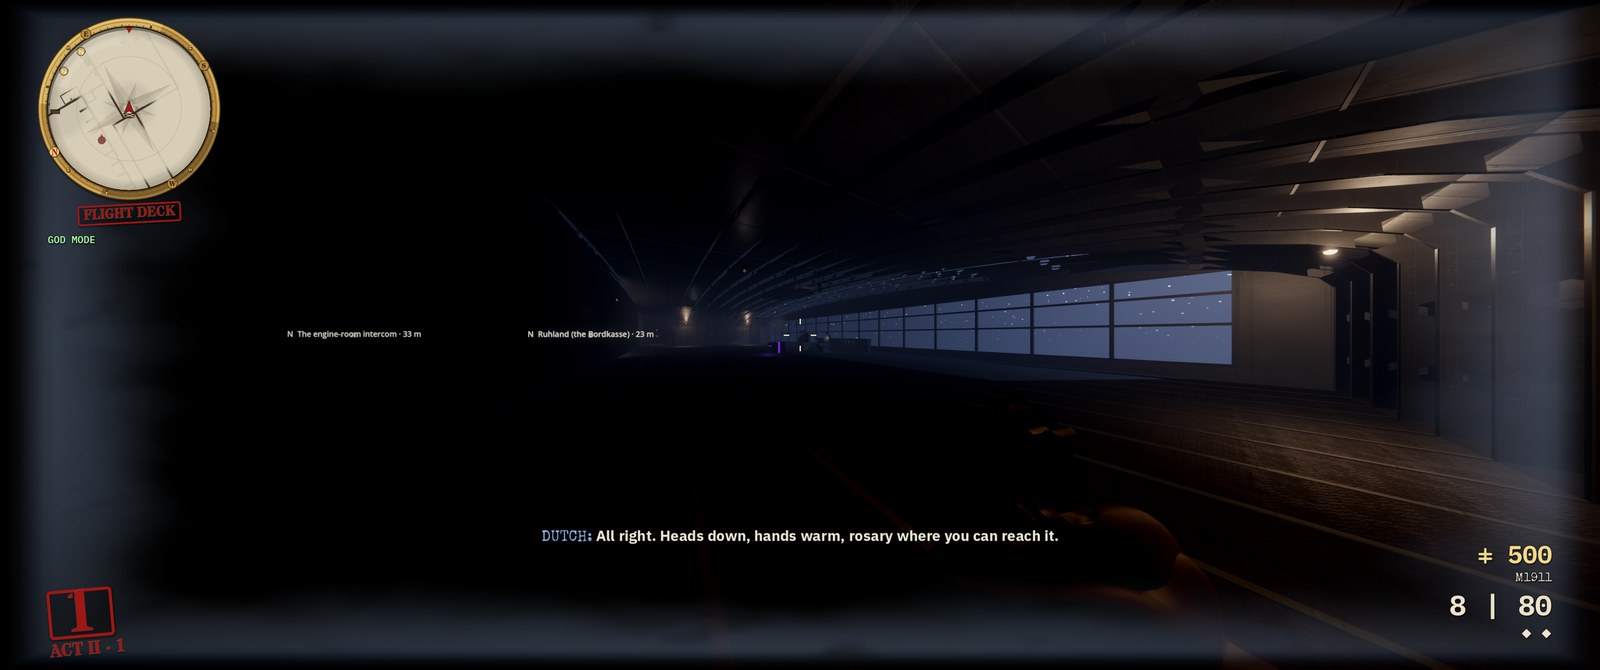 E
S
N
W
FLIGHT DECK
GOD MODE
N The engine-room intercom · 33 m
N Ruhland (the Bordkasse) · 23 m
DUTCH: All right. Heads down, hands warm, rosary where you can reach it.
500
M1911
8 | 80
1
ACT II - 1